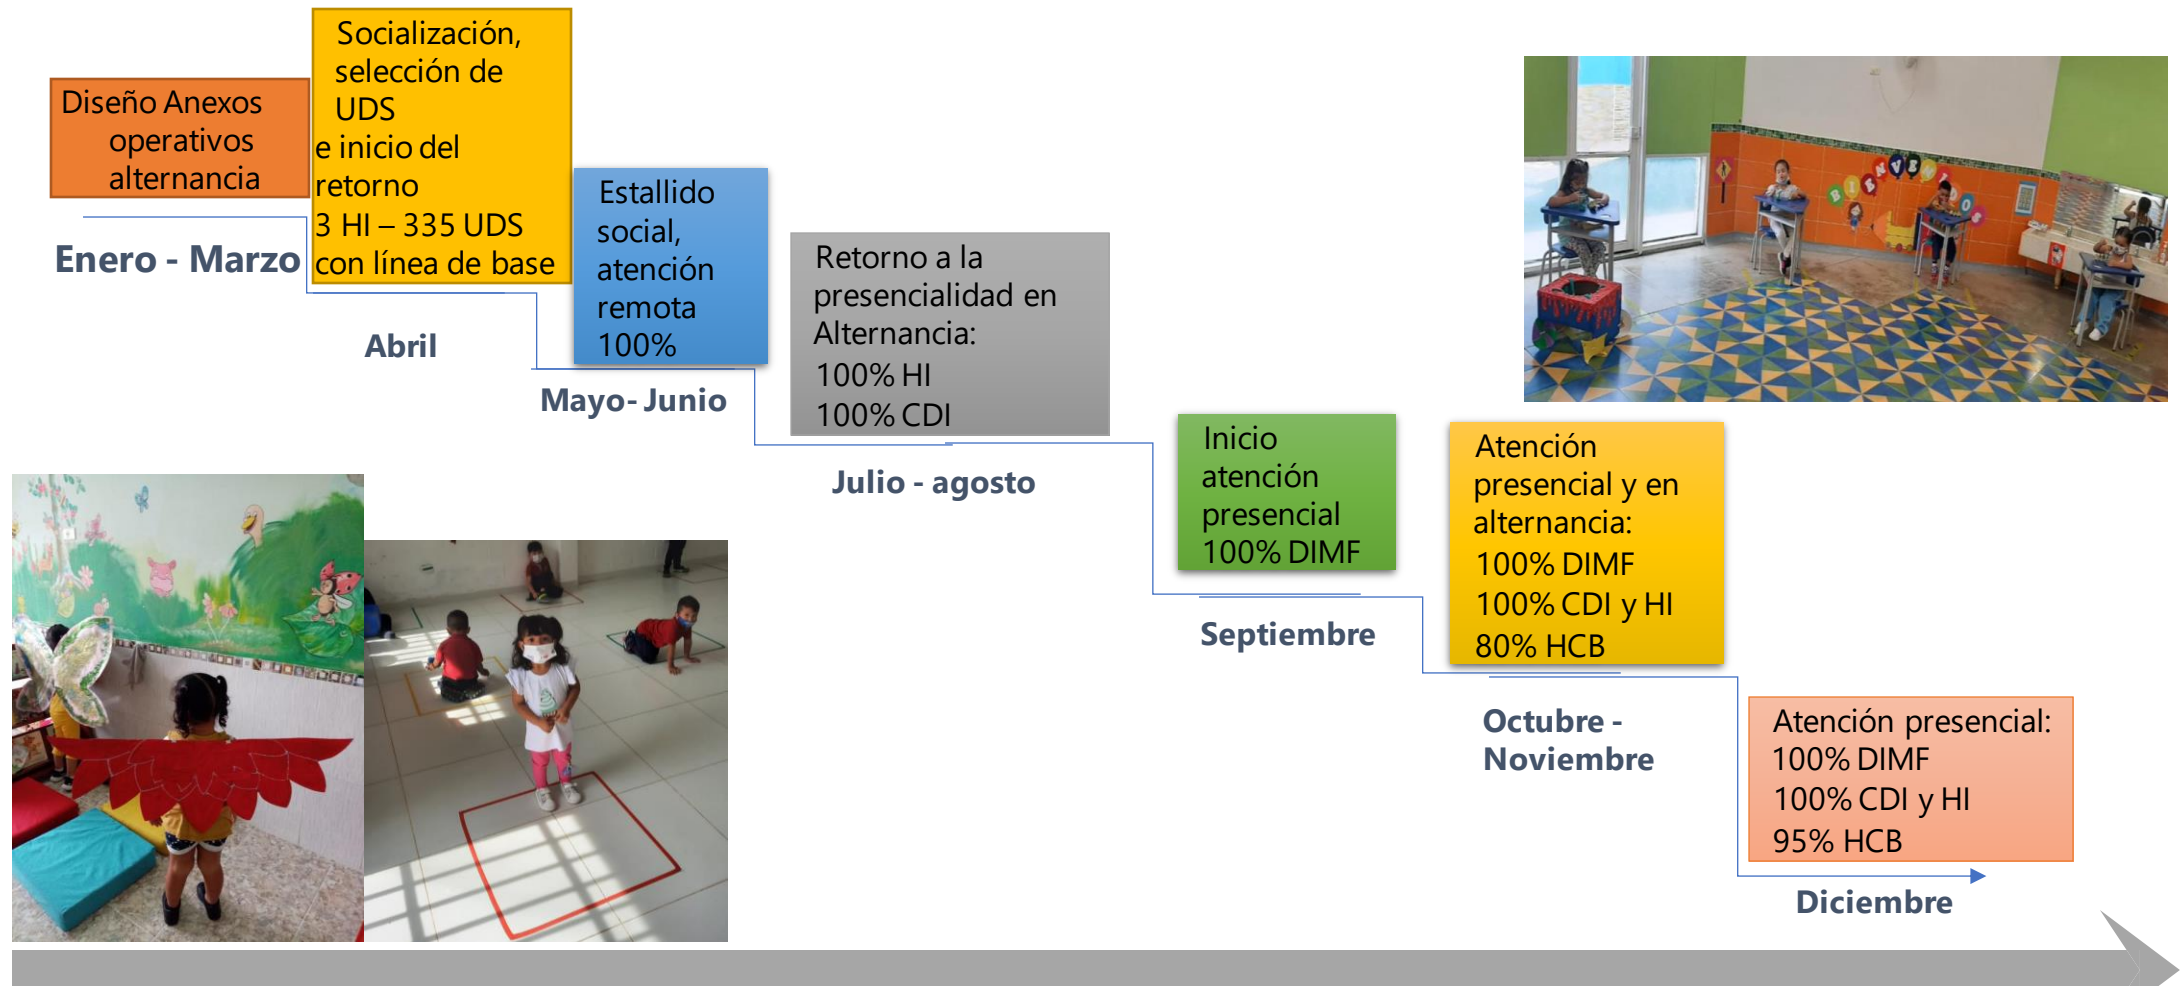 Diseño Anexos
operativos
alternancia
Enero - Marzo
Socialización,
selección de
UDS
e inicio del
retorno
3 HI – 335 UDS
con línea de base
Abril
Estallido
social,
atención
remota
100%
Mayo- Junio
Retorno a la
presencialidad en
Alternancia:
100% HI
100% CDI
Julio - agosto
Inicio
atención
presencial
100% DIMF
Septiembre
Atención
presencial y en
alternancia:
100% DIMF
100% CDI y HI
80% HCB
Octubre -
Noviembre
Atención presencial:
100% DIMF
100% CDI y HI
95% HCB
Diciembre
BIENVENIDOS